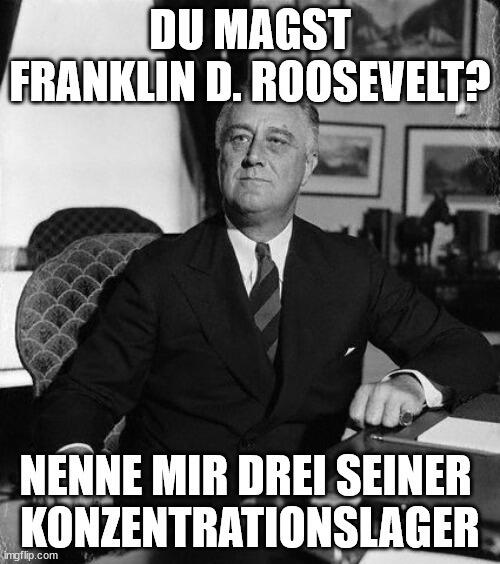 DU MAGST
FRANKLIN D. ROOSEVELT?
NENNE MIR DREI SEINER
KONZENTRATIONSLAGER
imgflip.com